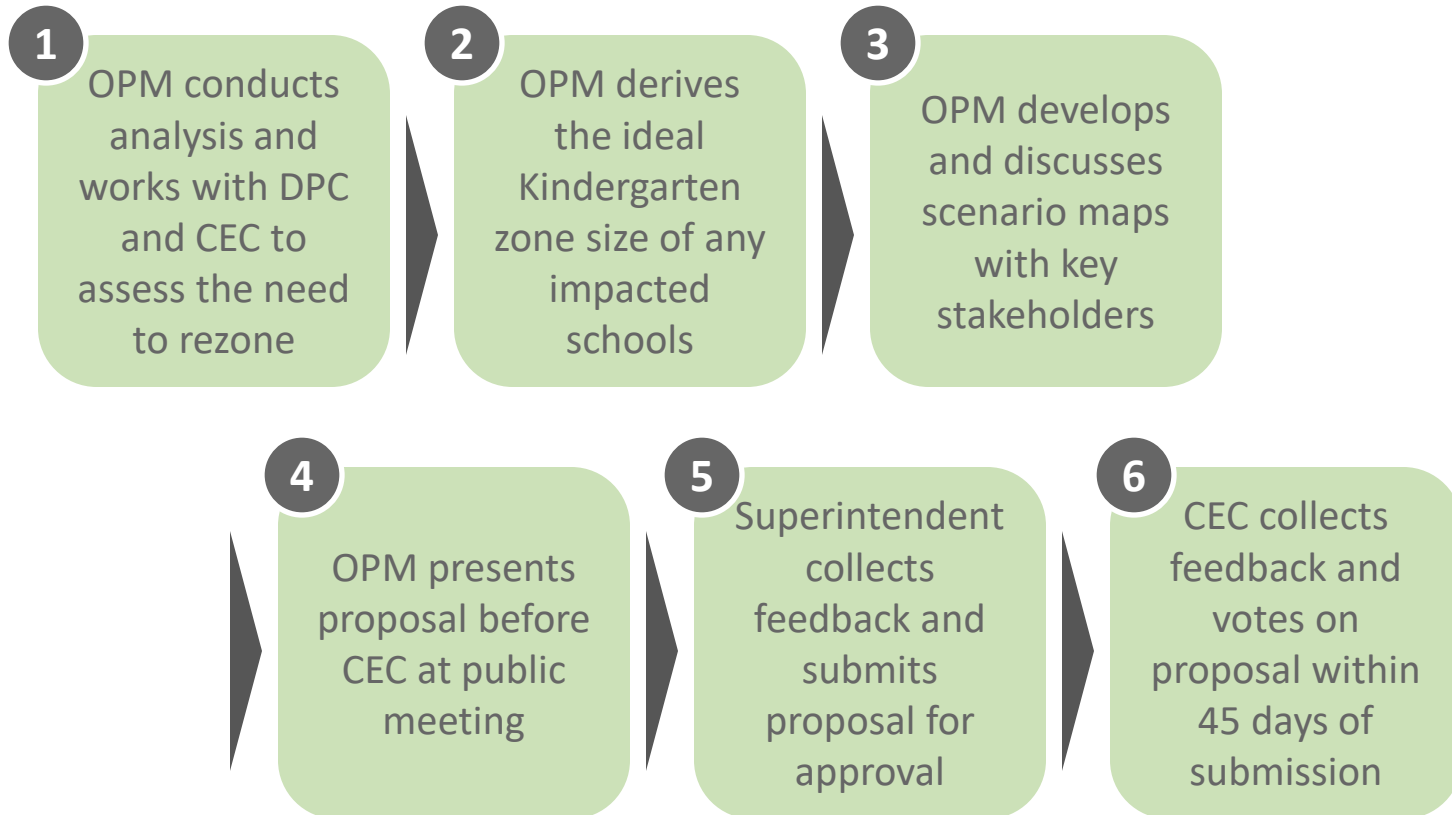 1
OPM conducts
analysis and
works with DPC
and CEC to
assess the need
to rezone
2
OPM derives
the ideal
Kindergarten
zone size of any
impacted
schools
3
OPM develops
and discusses
scenario maps
with key
stakeholders
4
OPM presents
proposal before
CEC at public
meeting
5
Superintendent
collects
feedback and
submits
proposal for
approval
6
CEC collects
feedback and
votes on
proposal within
45 days of
submission